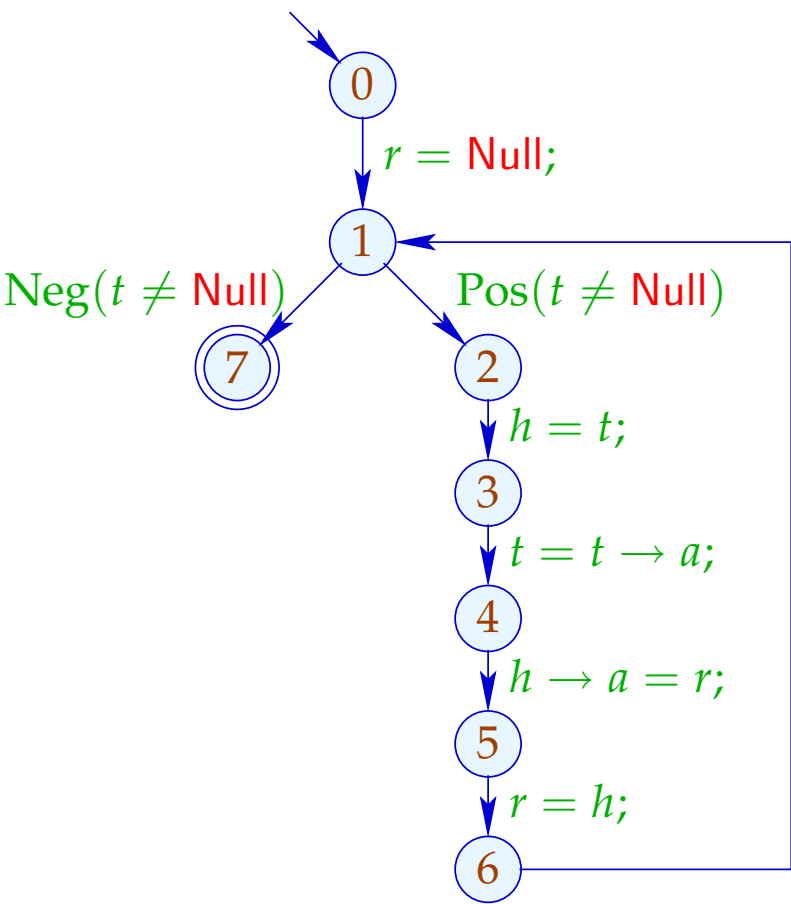 0
r = Null;
1
Neg(t ≠ Null) Pos(t ≠ Null)
7 2
h = t;
3
t = t → a;
4
h → a = r;
5
r = h;
6